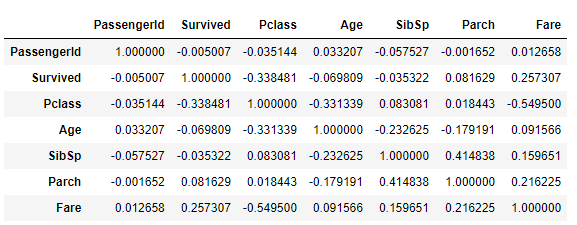 PassengerId Survived Pclass Age SibSp Parch Fare
PassengerId 1.000000 -0.005007 -0.035144 0.033207 -0.057527 -0.001652 0.012658
Survived -0.005007 1.000000 -0.338481 -0.069809 -0.035322 0.081629 0.257307
Pclass -0.035144 -0.338481 1.000000 -0.331339 0.083081 0.018443 -0.549500
Age 0.033207 -0.069809 -0.331339 1.000000 -0.232625 -0.179191 0.091566
SibSp -0.057527 -0.035322 0.083081 -0.232625 1.000000 0.414838 0.159651
Parch -0.001652 0.081629 0.018443 -0.179191 0.414838 1.000000 0.216225
Fare 0.012658 0.257307 -0.549500 0.091566 0.159651 0.216225 1.000000